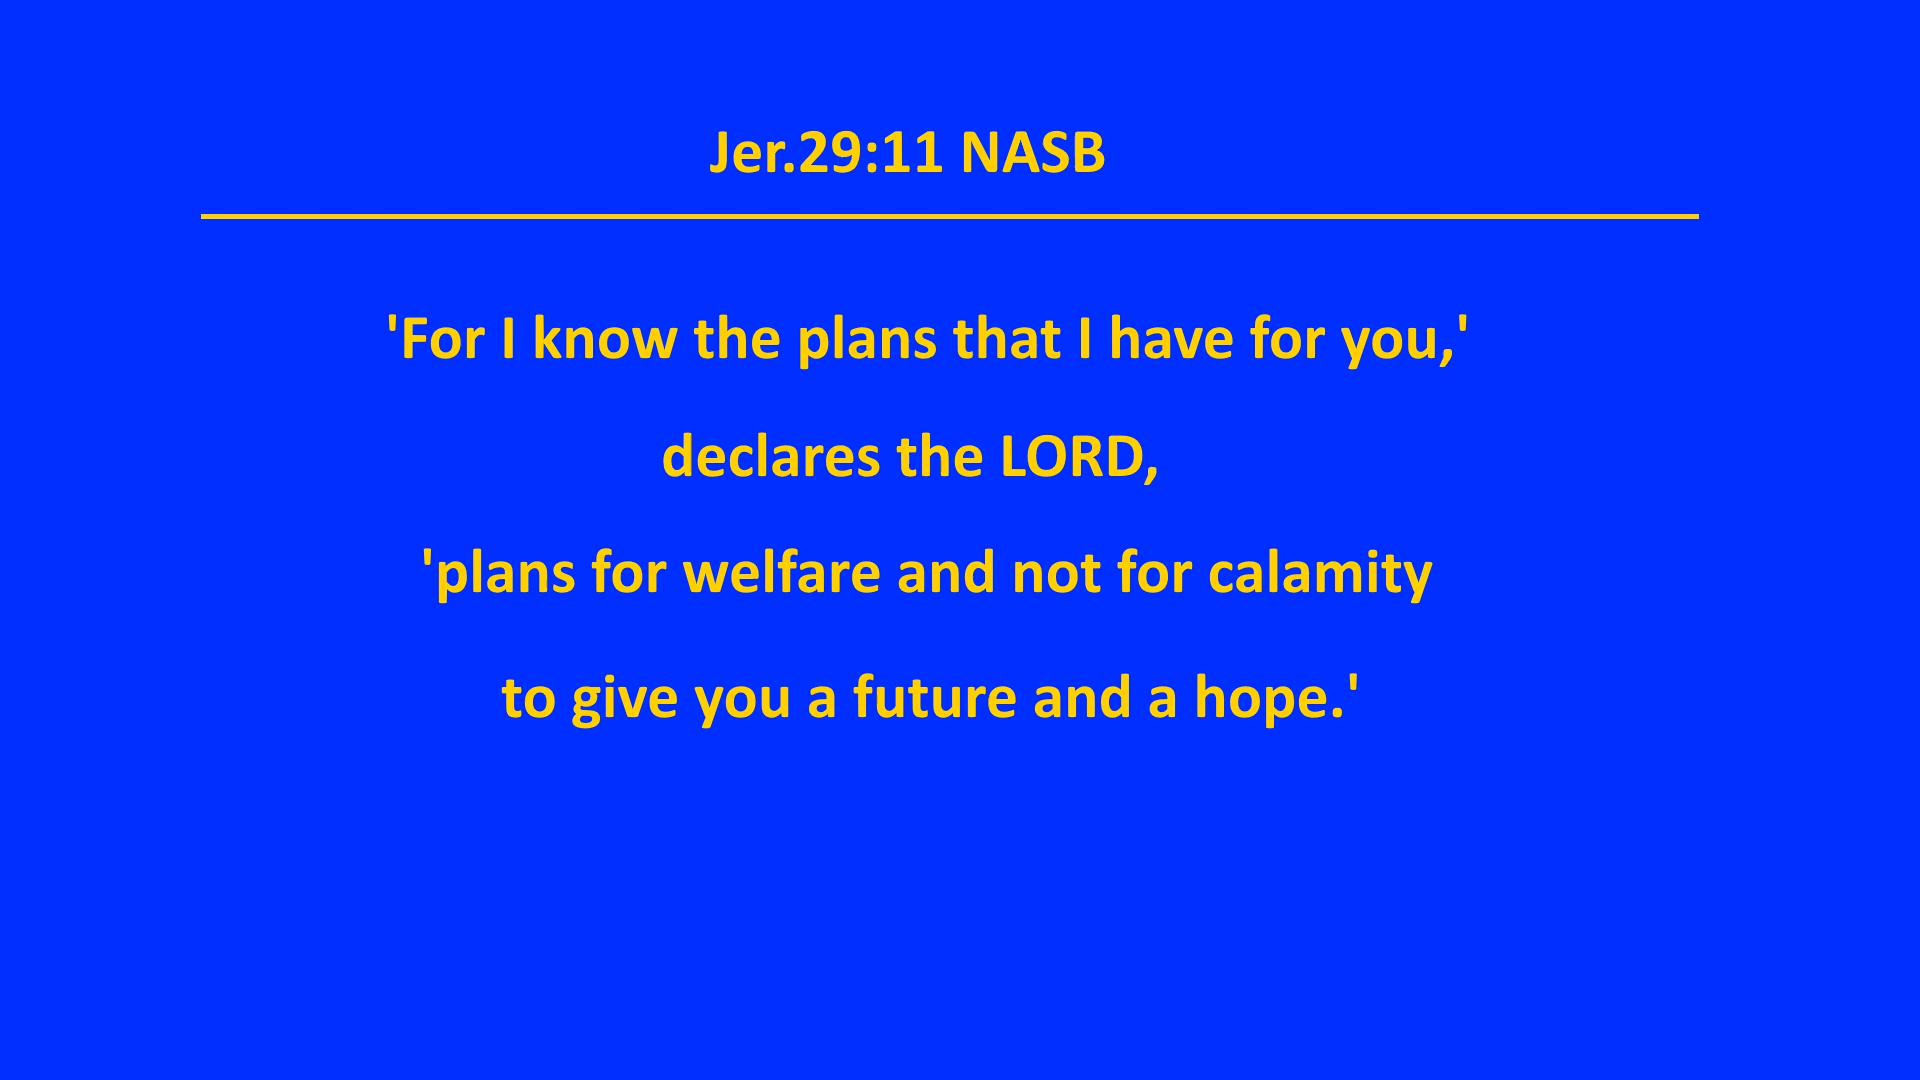 Jer.29:11 NASB
'For I know the plans that I have for you,'
declares the LORD,
'plans for welfare and not for calamity
to give you a future and a hope.'